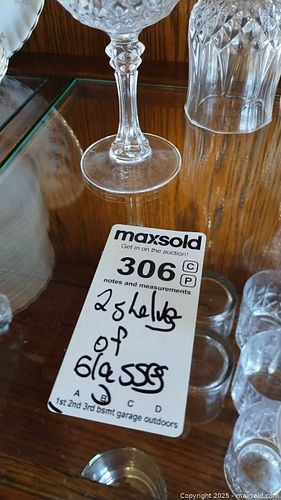 maxsold
Get in on the auction!
306 C
P
notes and measurements
2 shelves
of
Glasses
A B C D
1st 2nd 3rd bsmt garage outdoors
Copyright 2025 - maxsold.com